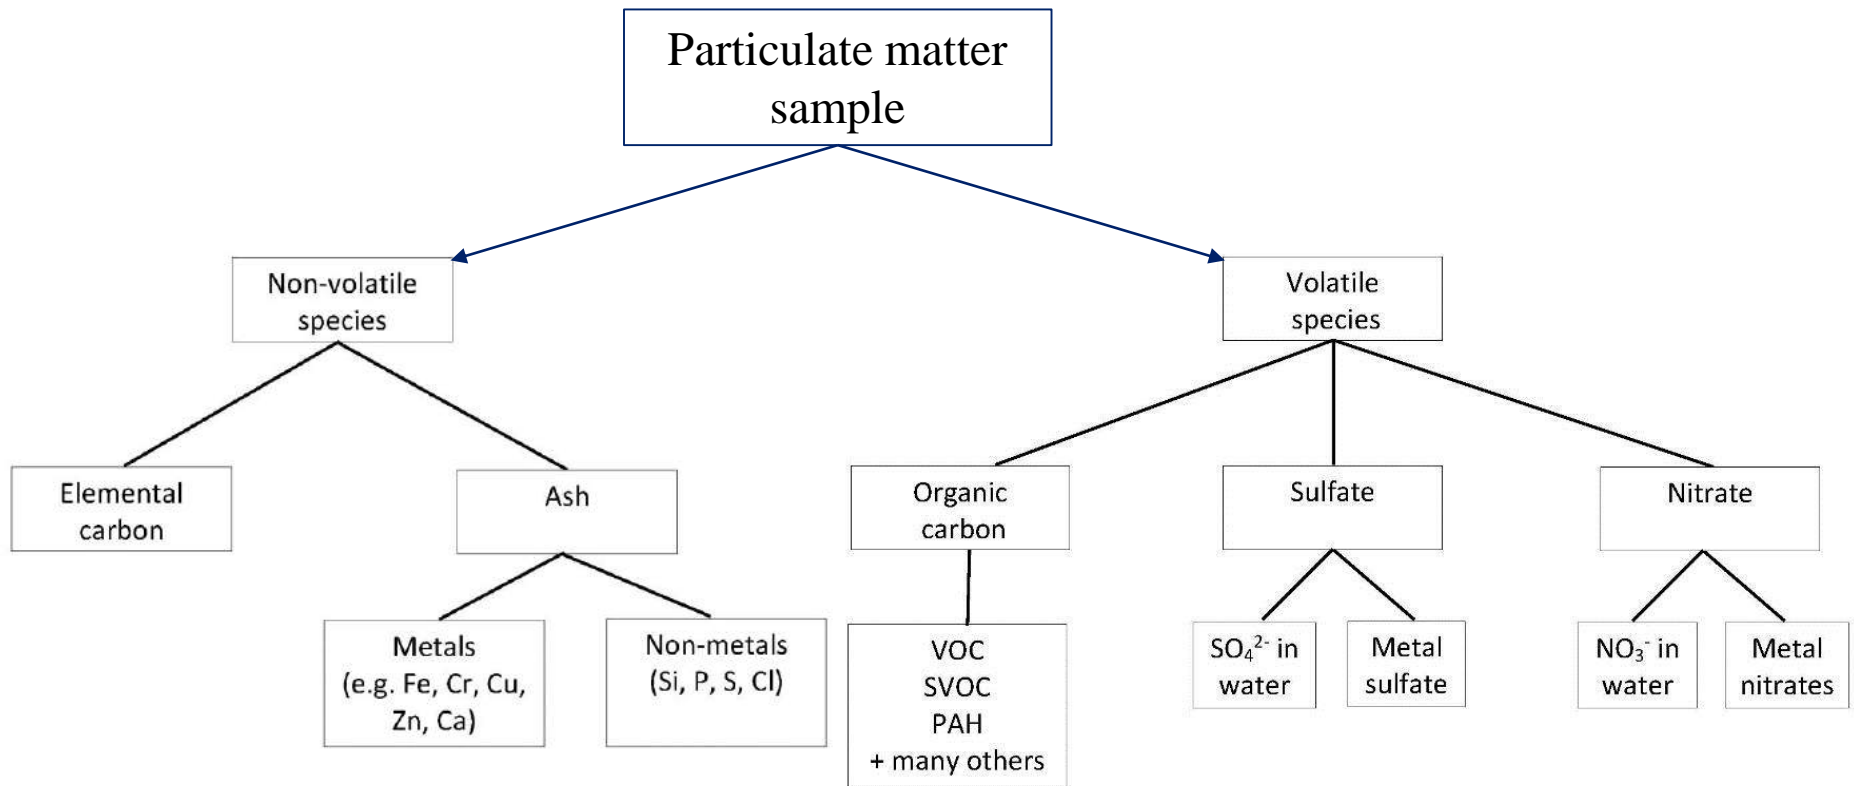 Particulate matter
sample
Non-volatile
species
Volatile
species
Elemental
carbon
Ash
Organic
carbon
Sulfate
Nitrate
Metals
(e.g. Fe, Cr, Cu,
Zn, Ca)
Non-metals
(Si, P, S, Cl)
VOC
SVOC
PAH
+ many others
SO₄²⁻ in
water
Metal
sulfate
NO₃⁻ in
water
Metal
nitrates